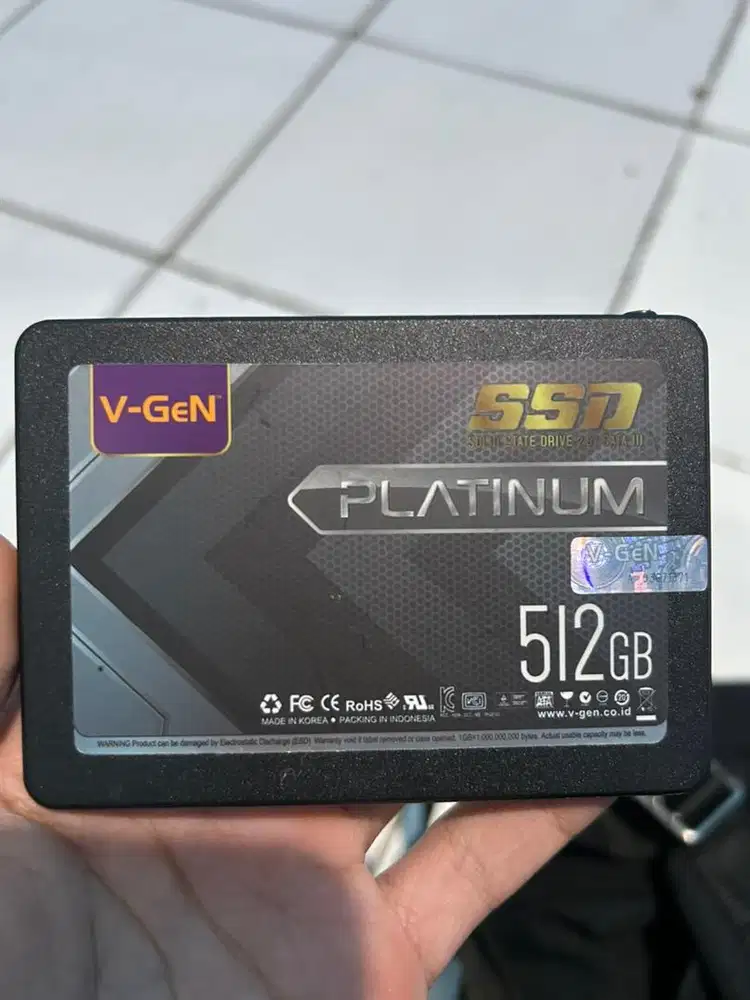 V-GeN™
SSD
SOLID STATE DRIVE 2.5" SATA III
PLATINUM
V-GeN
512GB
FC CE RoHS
MADE IN KOREA ● PACKING IN INDONESIA
www.v-gen.co.id
WARNING Product can be damaged by Electrostatic Discharge (ESD). Warranty void if label removed or case opened. 1GB=1,000,000,000 bytes. Actual usable capacity may be less.